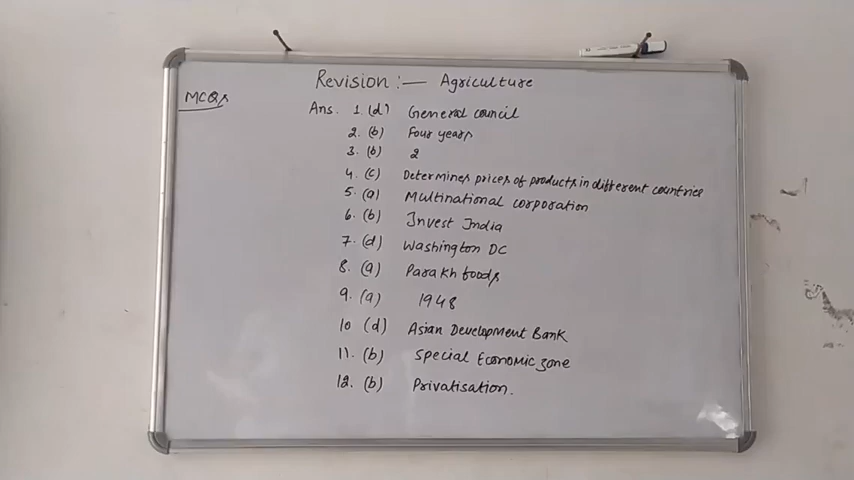 Revision :— Agriculture
MCQs
Ans. 1. (d) General council
2. (b) Four years
3. (b) 2
4. (c) Determines prices of products in different countries
5. (a) Multinational corporation
6. (b) Invest India
7. (d) Washington DC
8. (a) Parakh foods
9. (a) 1948
10 (d) Asian Development Bank
11. (b) Special Economic zone
12. (b) Privatisation.